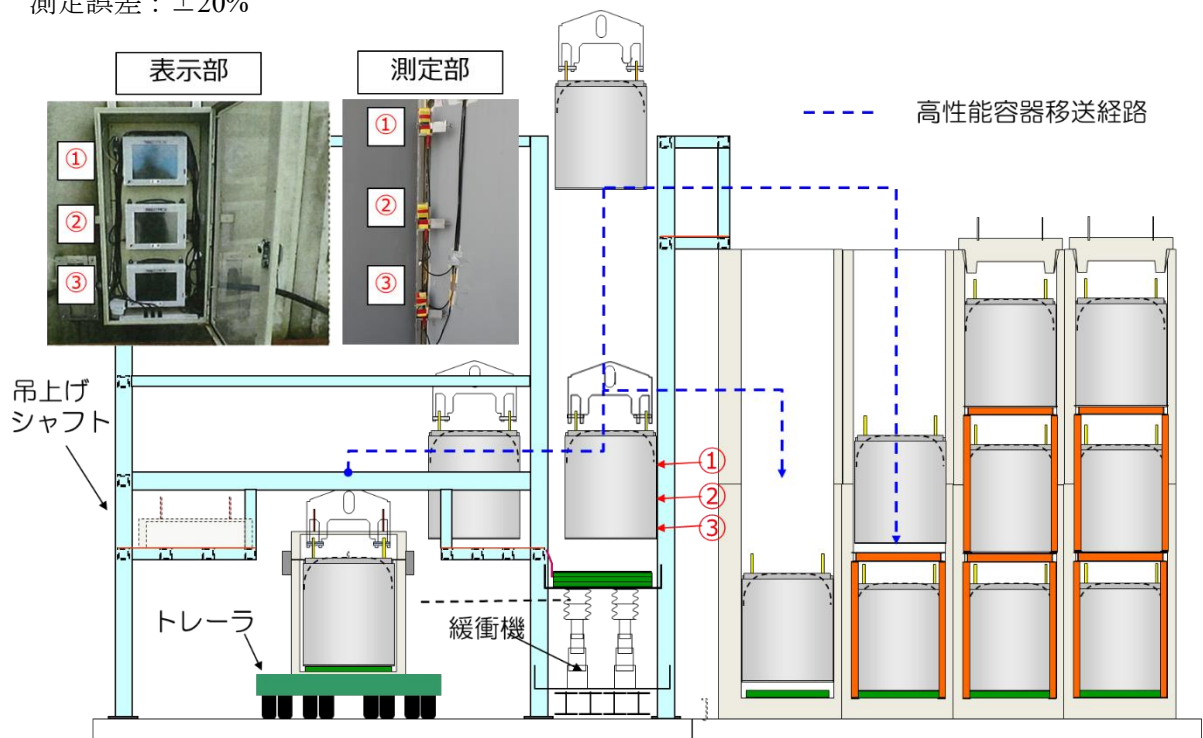 測定誤差：±20%
表示部
測定部
高性能容器移送経路
①
②
③
①
②
③
吊上げ
シャフト
①
②
③
トレーラ
緩衝機